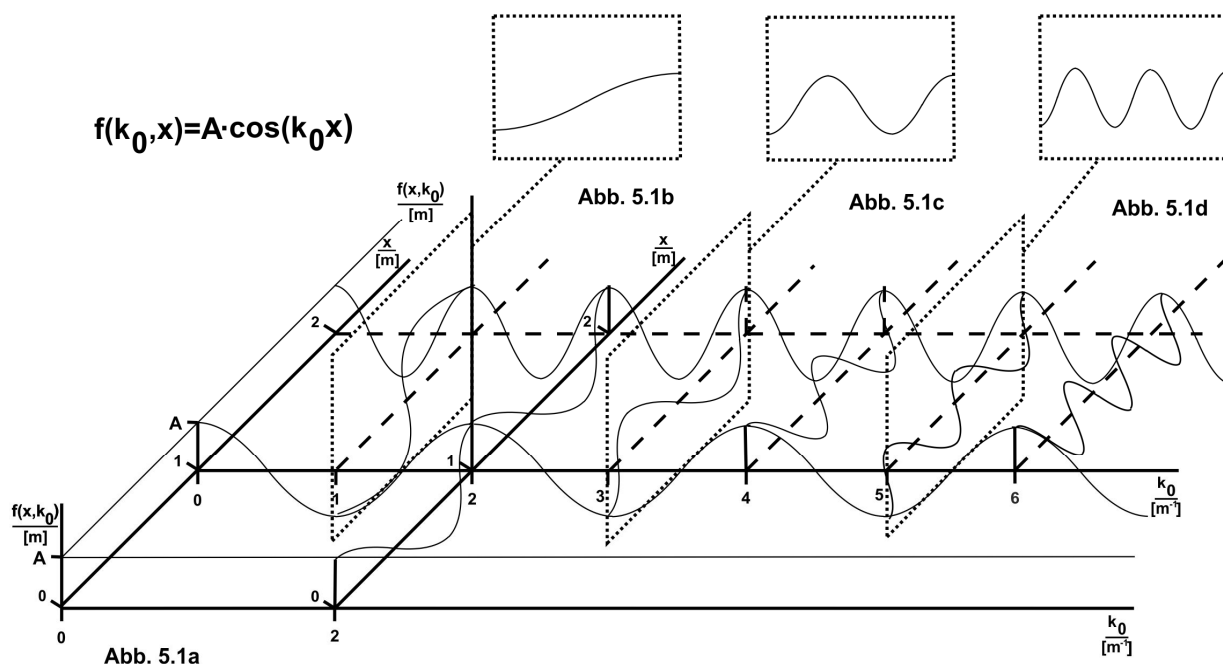 f(k0,x)=A·cos(k0x)
Abb. 5.1b
Abb. 5.1c
Abb. 5.1d
f(x,k0)
[m]
x
[m]
x
[m]
2
2
A
1
1
0
1
2
3
4
5
6
k0
[m-1]
f(x,k0)
[m]
A
0
0
0
2
k0
[m-1]
Abb. 5.1a